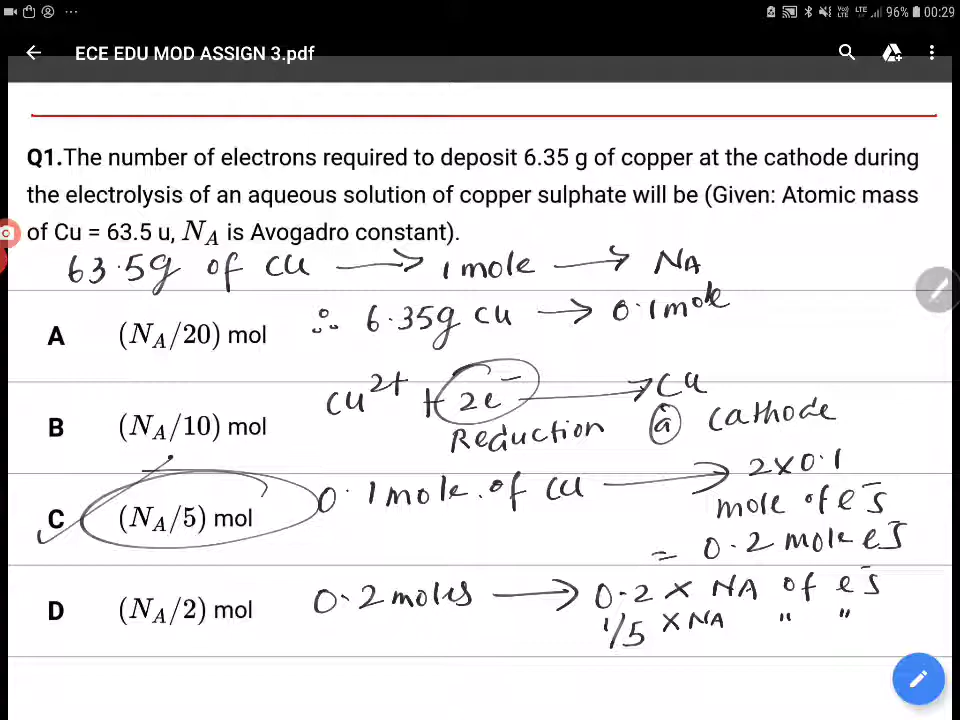 96% 00:29
ECE EDU MOD ASSIGN 3.pdf
Q1.The number of electrons required to deposit 6.35 g of copper at the cathode during
the electrolysis of an aqueous solution of copper sulphate will be (Given: Atomic mass
of Cu = 63.5 u, N_A is Avogadro constant).
63.5g of Cu → 1 mole → NA
∴ 6.35g Cu → 0.1 mole
A (N_A/20) mol
Cu²⁺ + 2e⁻ → Cu
Reduction @ cathode
B (N_A/10) mol
0.1 mole of Cu → 2×0.1
mole of e⁻s
C (N_A/5) mol
= 0.2 mole e⁻s
0.2 moles → 0.2 × NA of e⁻s
D (N_A/2) mol
1/5 × NA " "